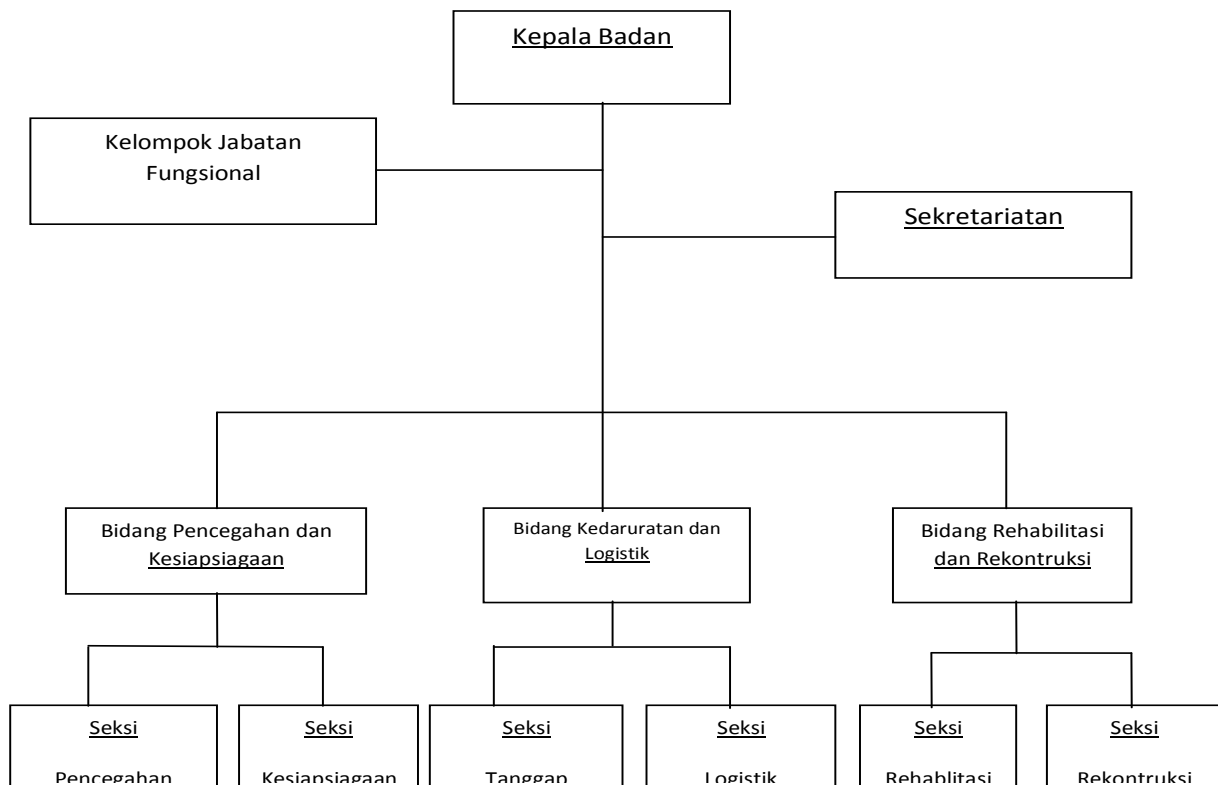 Kepala Badan
Kelompok Jabatan
Fungsional
Sekretariatan
Bidang Pencegahan dan
Kesiapsiagaan
Bidang Kedaruratan dan
Logistik
Bidang Rehabilitasi
dan Rekontruksi
Seksi
Pencegahan
Seksi
Kesiapsiagaan
Seksi
Tanggap
Seksi
Logistik
Seksi
Rehablitasi
Seksi
Rekontruksi